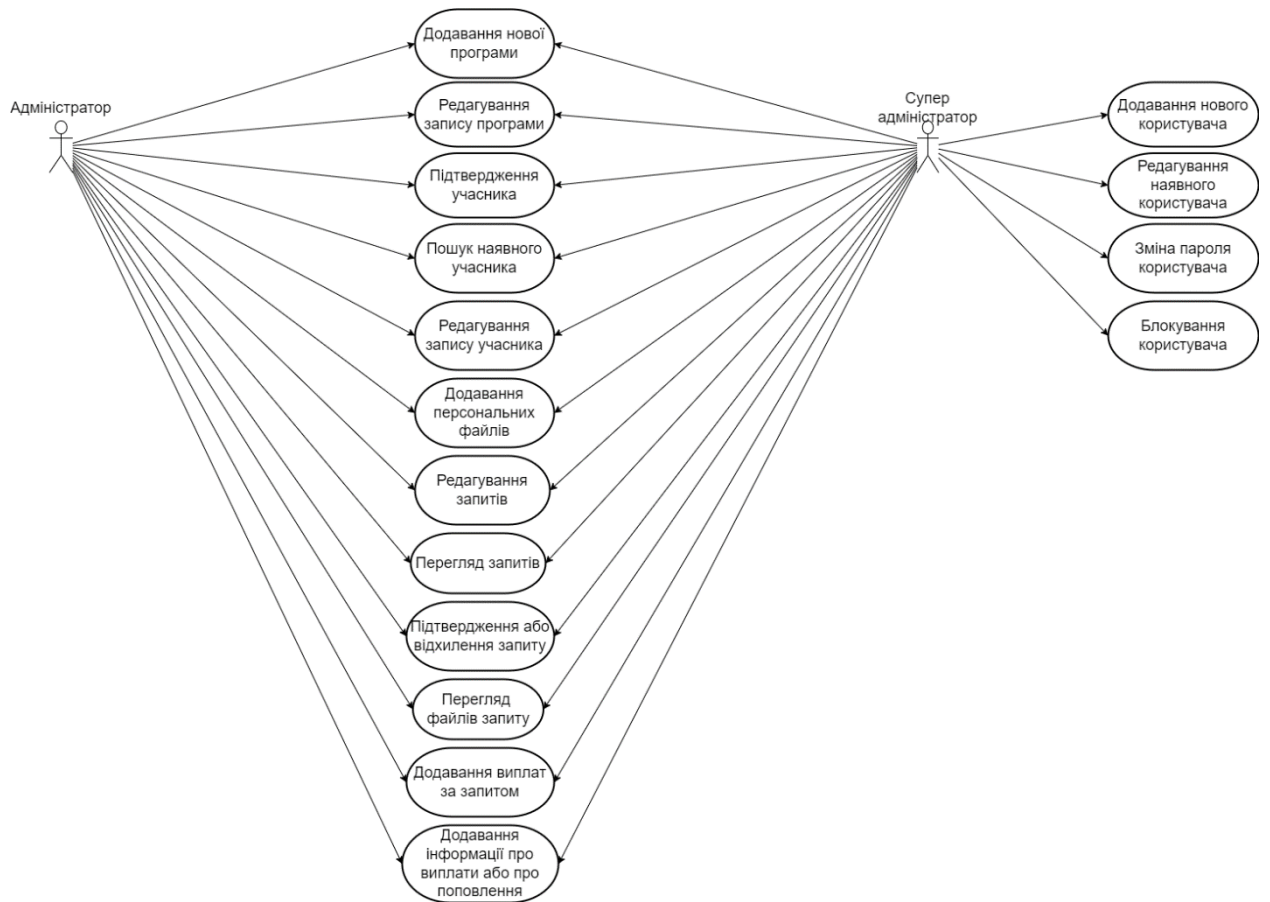 Додавання нової
програми
Адміністратор
Редагування
запису програми
Супер
адміністратор
Додавання нового
користувача
Підтвердження
учасника
Редагування
наявного
користувача
Пошук наявного
учасника
Зміна пароля
користувача
Редагування
запису учасника
Блокування
користувача
Додавання
персональних
файлів
Редагування
запитів
Перегляд запитів
Підтвердження або
відхилення запиту
Перегляд
файлів запиту
Додавання виплат
за запитом
Додавання
інформації про
виплати або про
поповлення